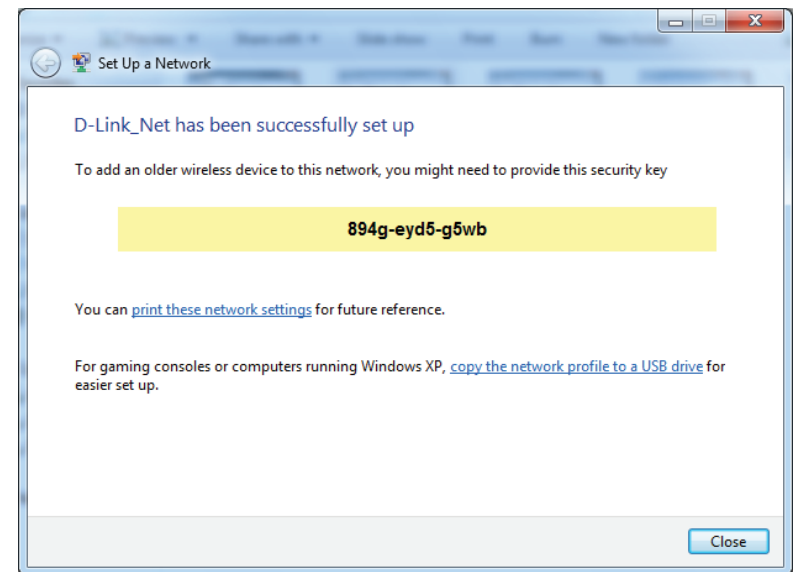 Set Up a Network
D-Link_Net has been successfully set up
To add an older wireless device to this network, you might need to provide this security key
894g-eyd5-g5wb
You can print these network settings for future reference.
For gaming consoles or computers running Windows XP, copy the network profile to a USB drive for
easier set up.
Close